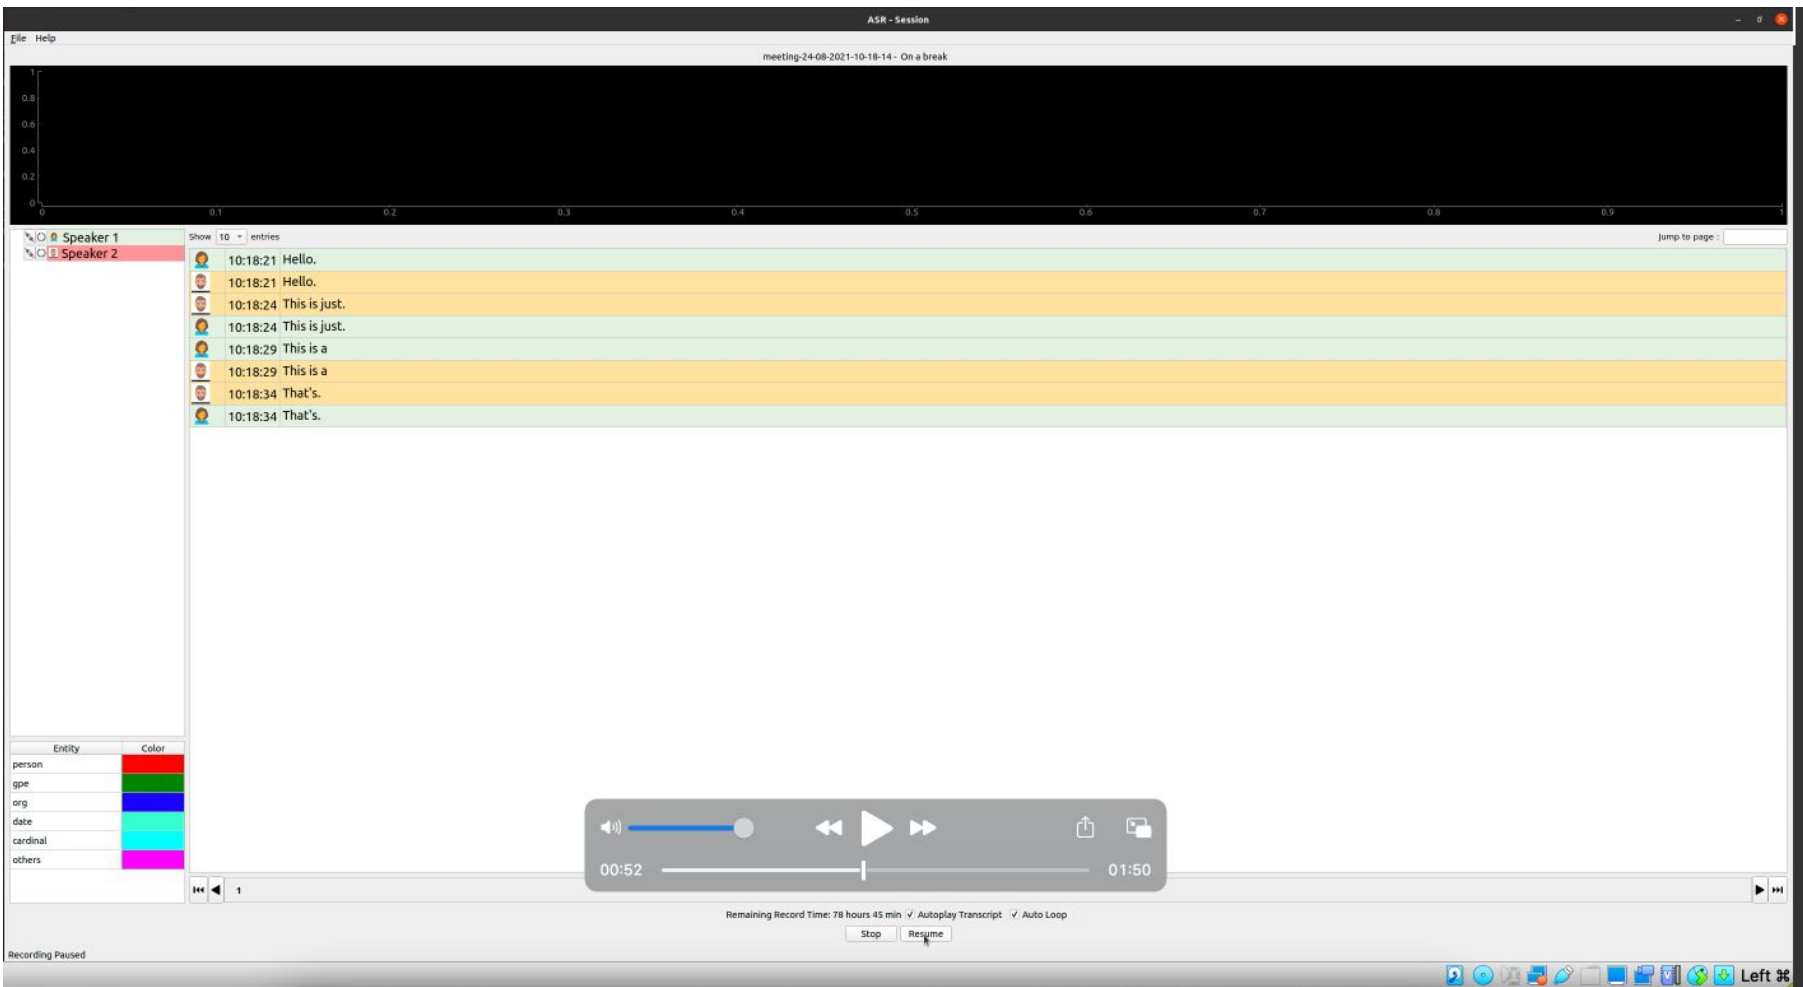 ASR - Session
File Help
meeting-24-08-2021-10-18-14 - On a break
1
0.8
0.6
0.4
0.2
0
0 0.1 0.2 0.3 0.4 0.5 0.6 0.7 0.8 0.9 1
Speaker 1
Speaker 2
Show 10 entries
Jump to page :
10:18:21 Hello.
10:18:21 Hello.
10:18:24 This is just.
10:18:24 This is just.
10:18:29 This is a
10:18:29 This is a
10:18:34 That's.
10:18:34 That's.
Entity Color
person
gpe
org
date
cardinal
others
00:52 01:50
1
Remaining Record Time: 78 hours 45 min Autoplay Transcript Auto Loop
Stop Resume
Recording Paused
Left ⌘